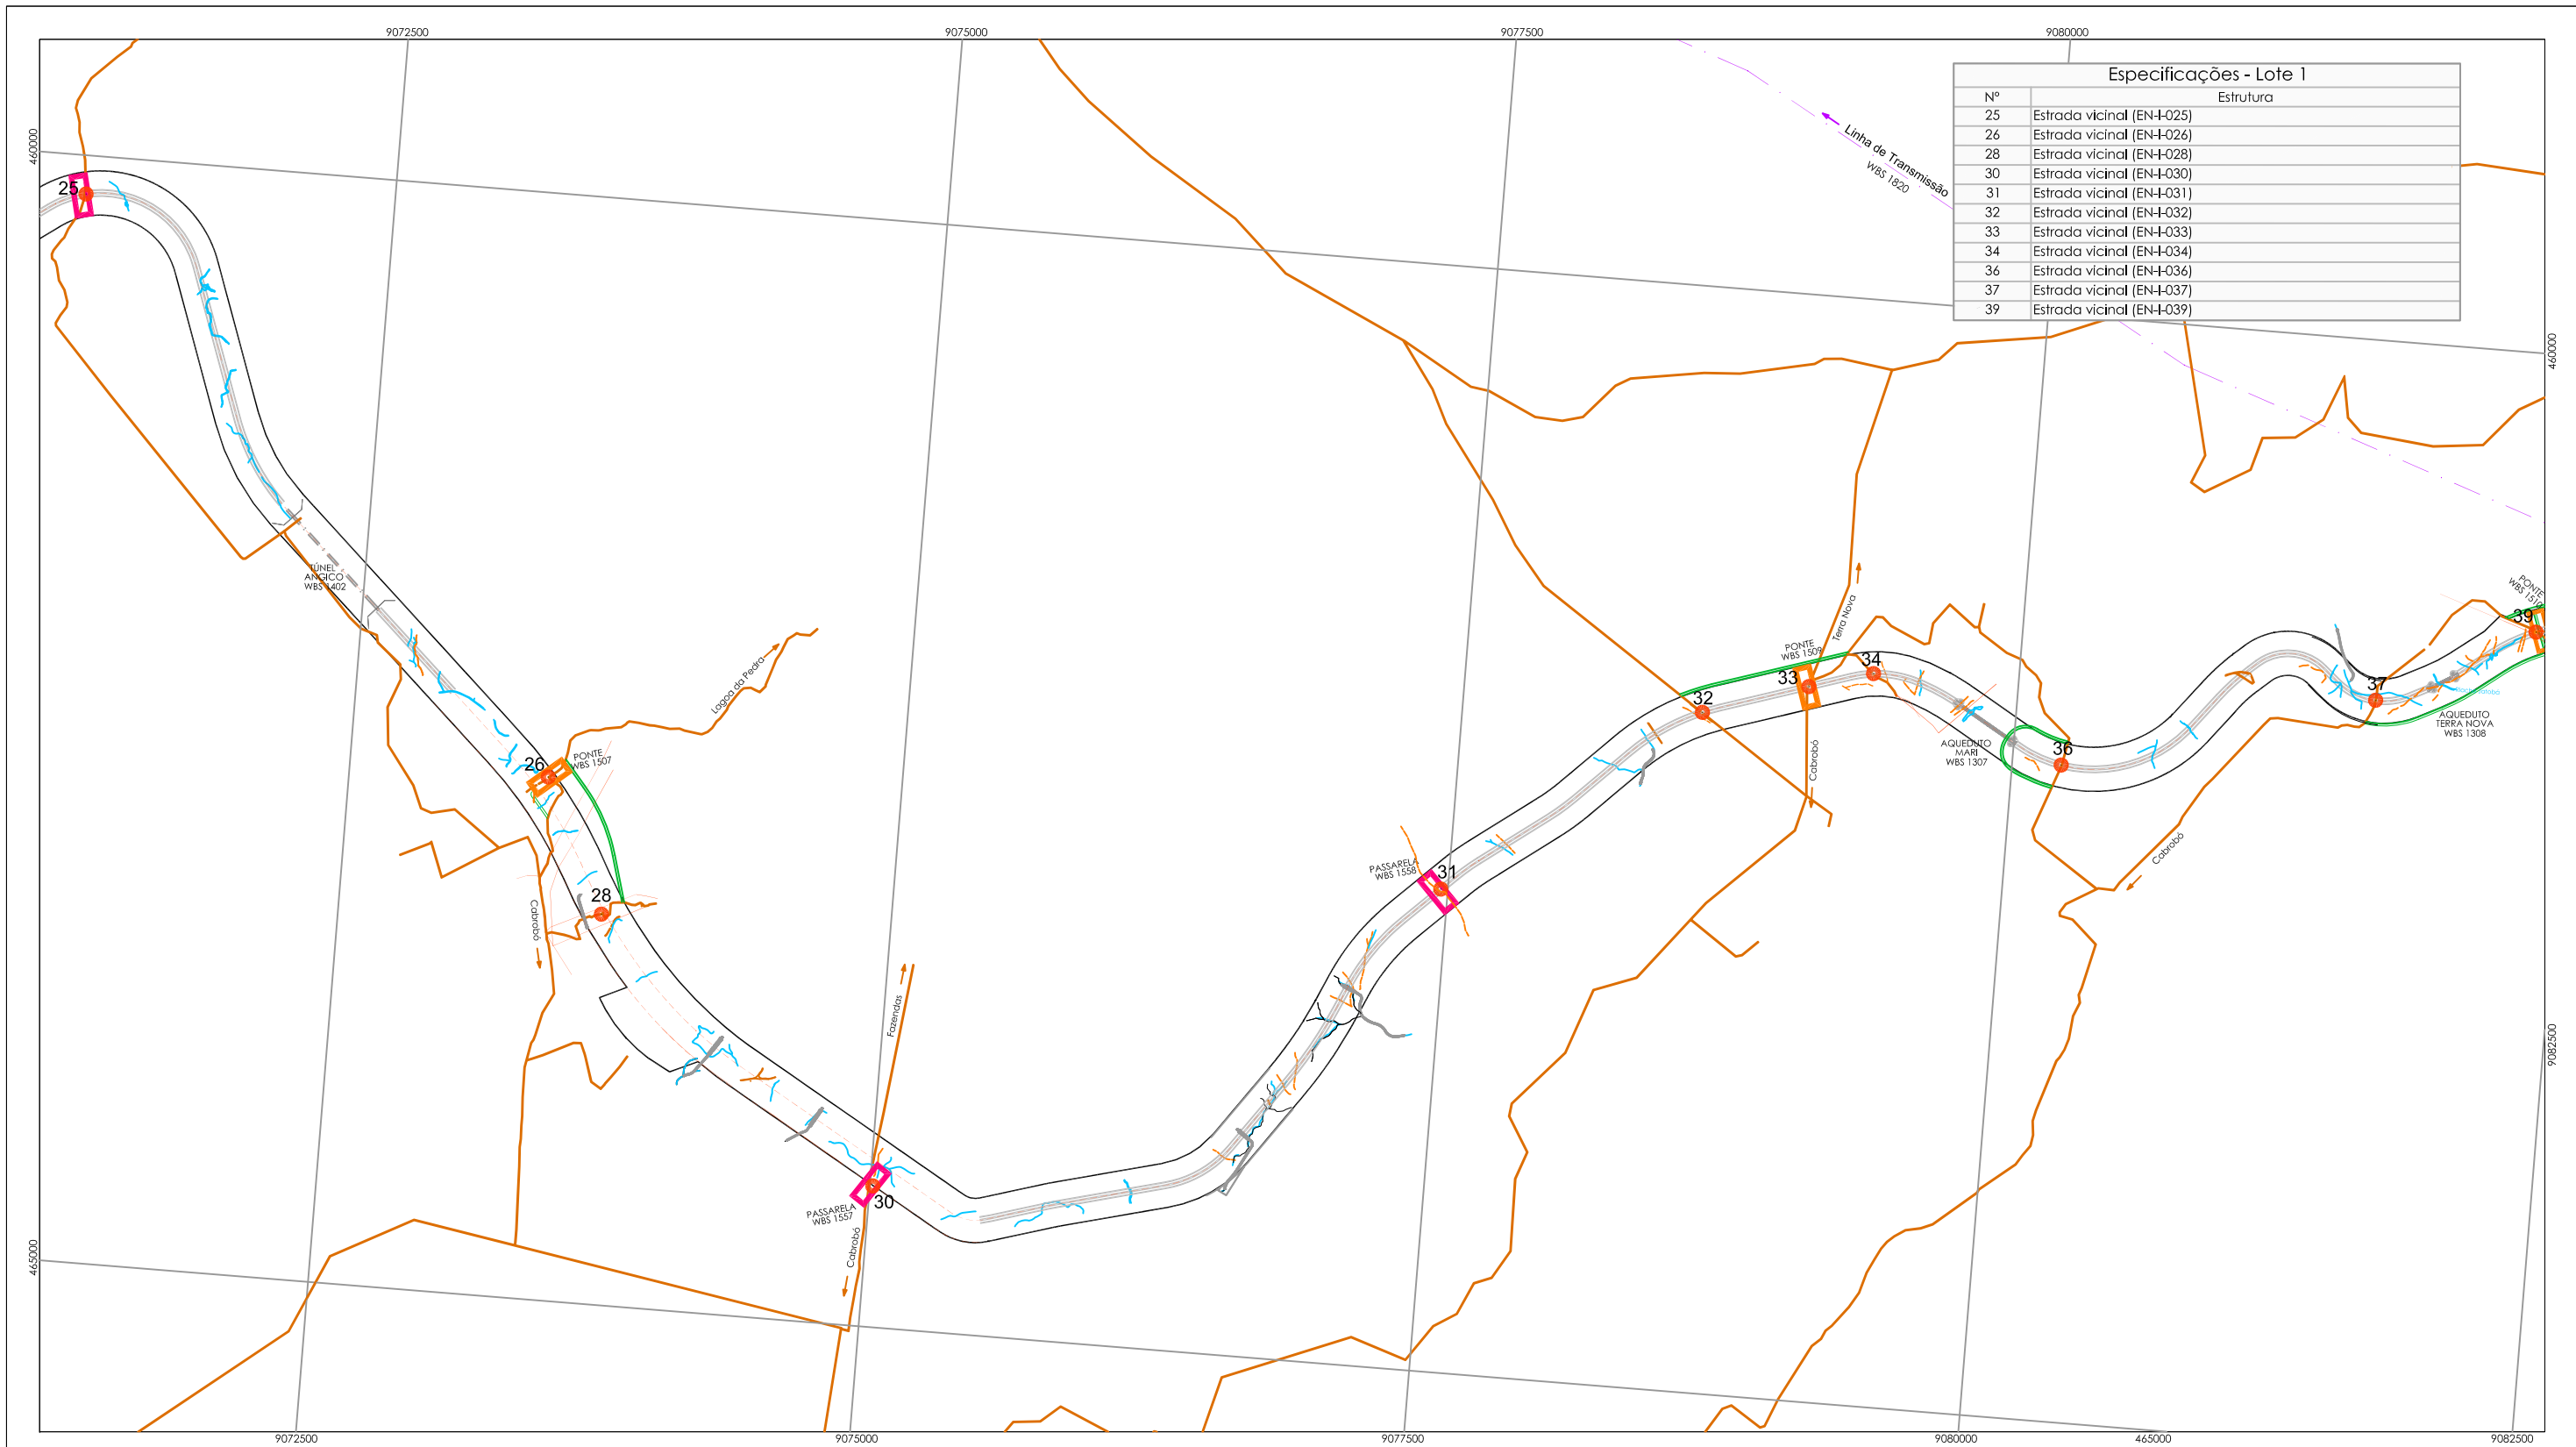 9072500
9075000
9077500
9080000
Especificações - Lote 1
Nº Estrutura
25 Estrada vicinal (EN-I-025)
26 Estrada vicinal (EN-I-026)
28 Estrada vicinal (EN-I-028)
30 Estrada vicinal (EN-I-030)
31 Estrada vicinal (EN-I-031)
32 Estrada vicinal (EN-I-032)
33 Estrada vicinal (EN-I-033)
34 Estrada vicinal (EN-I-034)
36 Estrada vicinal (EN-I-036)
37 Estrada vicinal (EN-I-037)
39 Estrada vicinal (EN-I-039)
Linha de Transmissão
WBS 1820
460000
460000
25
TÚNEL
ANGICO
WBS 1402
Lagoa da Pedra
26
PONTE
WBS 1507
28
Cabrobó
Fazendas
30
PASSARELA
WBS 1557
Cabrobó
PASSARELA
WBS 1558
31
32
33
PONTE
WBS 1509
Terra Nova
34
Cabrobó
AQUEDUTO
MARI
WBS 1307
36
Cabrobó
37
AQUEDUTO
TERRA NOVA
WBS 1308
39
PONTE
WBS 1510
465000
9082500
9072500
9075000
9077500
9080000
465000
9082500